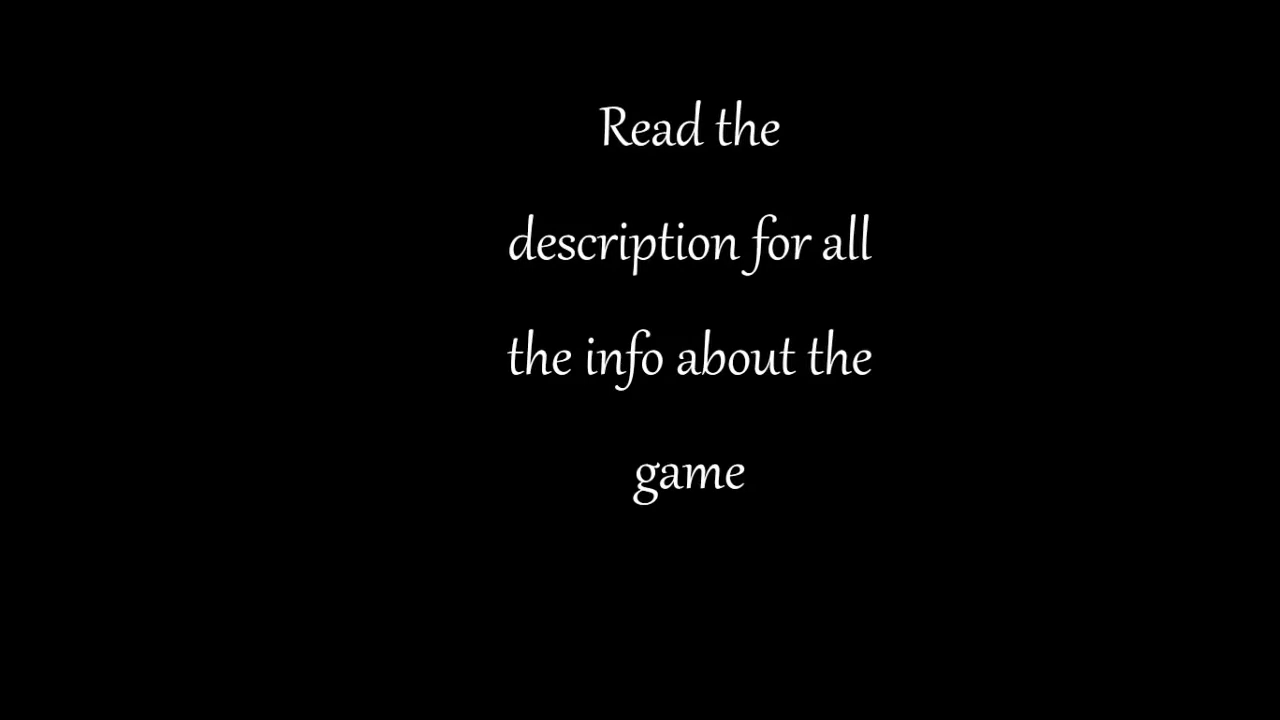 Read the
description for all
the info about the
game